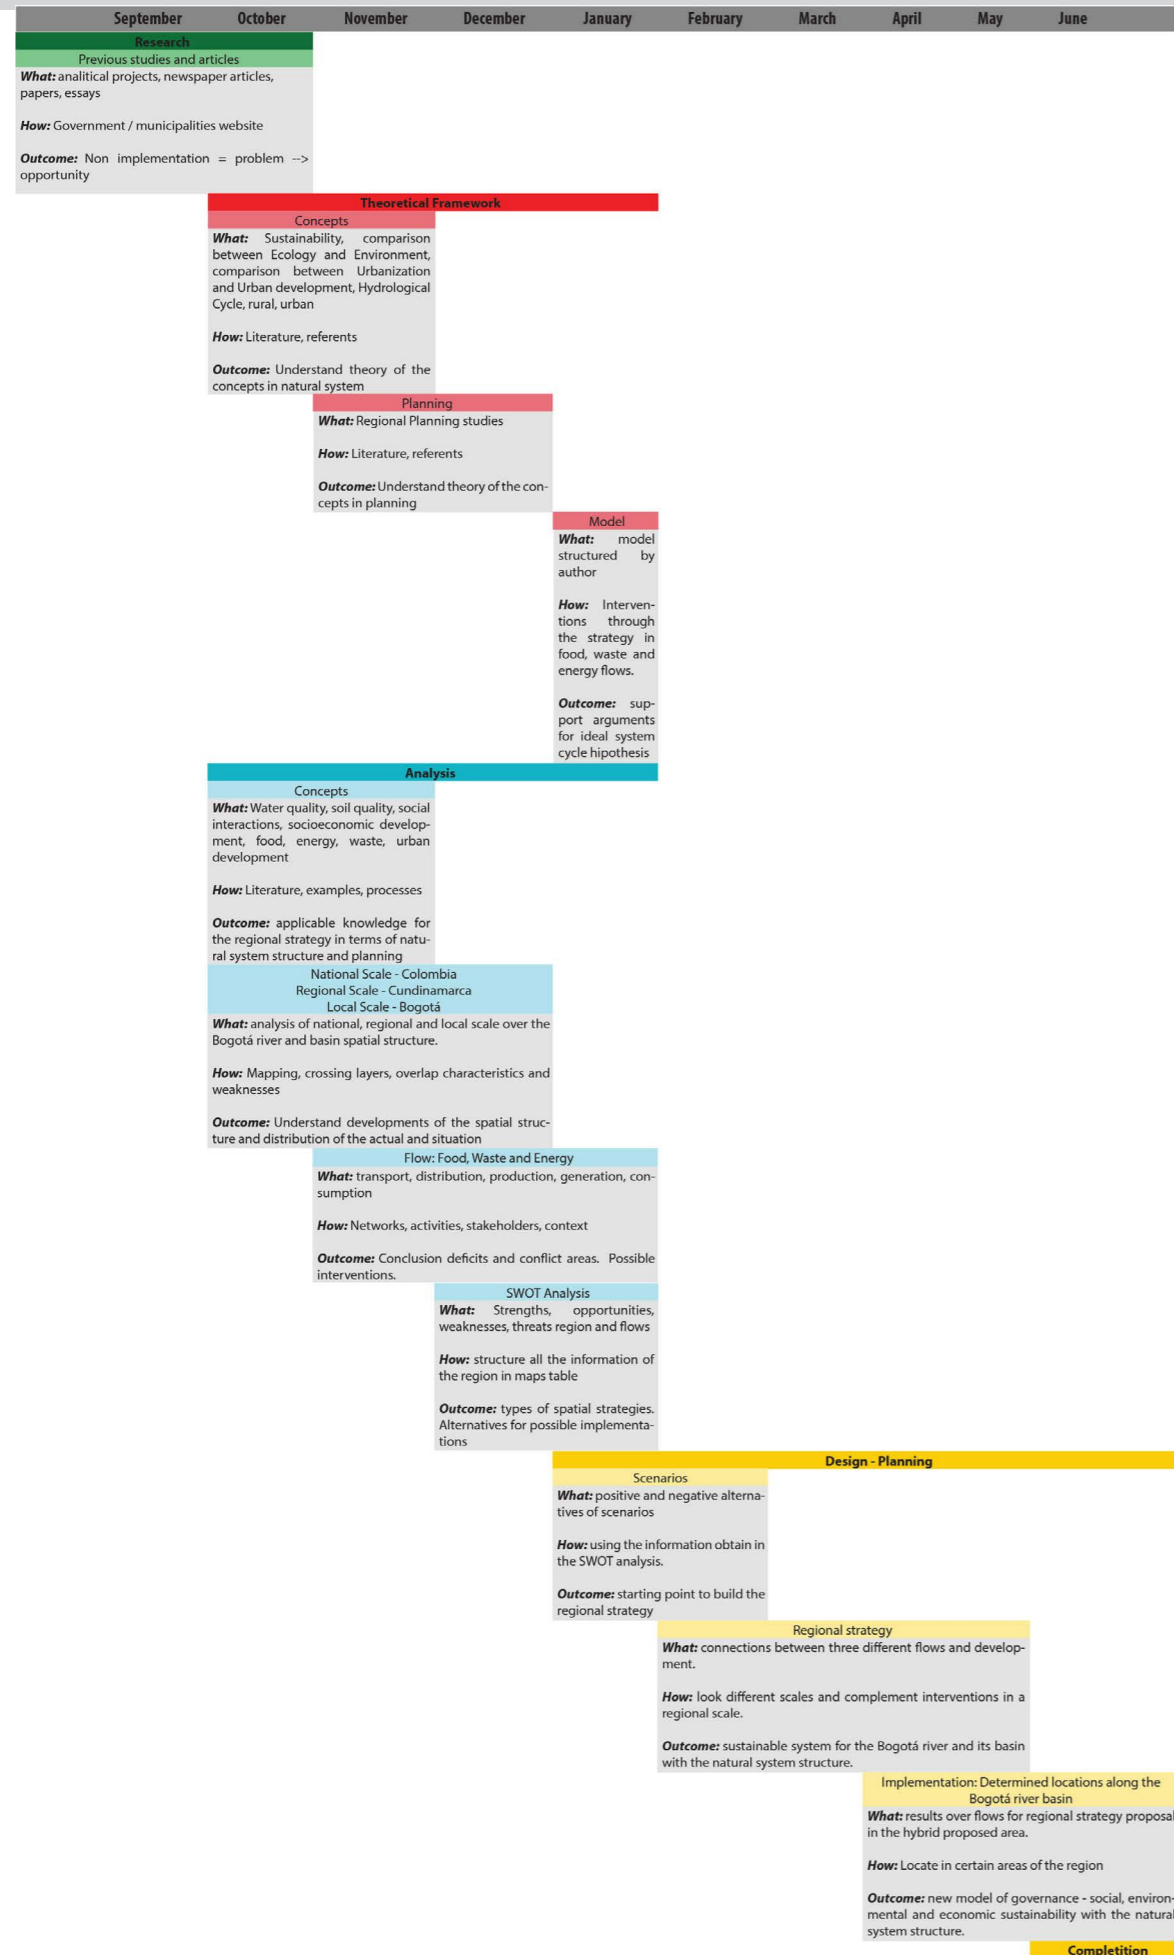 September October November December January February March April May June
Research
Previous studies and articles
What: analitical projects, newspaper articles,
papers, essays
How: Government / municipalities website
Outcome: Non implementation = problem -->
opportunity
Theoretical Framework
Concepts
What: Sustainability, comparison
between Ecology and Environment,
comparison between Urbanization
and Urban development, Hydrological
Cycle, rural, urban
How: Literature, referents
Outcome: Understand theory of the
concepts in natural system
Planning
What: Regional Planning studies
How: Literature, referents
Outcome: Understand theory of the con-
cepts in planning
Model
What: model
structured by
author
How: Interven-
tions through
the strategy in
food, waste and
energy flows.
Outcome: sup-
port arguments
for ideal system
cycle hipothesis
Analysis
Concepts
What: Water quality, soil quality, social
interactions, socioeconomic develop-
ment, food, energy, waste, urban
development
How: Literature, examples, processes
Outcome: applicable knowledge for
the regional strategy in terms of natu-
ral system structure and planning
National Scale - Colombia
Regional Scale - Cundinamarca
Local Scale - Bogotá
What: analysis of national, regional and local scale over the
Bogotá river and basin spatial structure.
How: Mapping, crossing layers, overlap characteristics and
weaknesses
Outcome: Understand developments of the spatial struc-
ture and distribution of the actual and situation
Flow: Food, Waste and Energy
What: transport, distribution, production, generation, con-
sumption
How: Networks, activities, stakeholders, context
Outcome: Conclusion deficits and conflict areas. Possible
interventions.
SWOT Analysis
What: Strengths, opportunities,
weaknesses, threats region and flows
How: structure all the information of
the region in maps table
Outcome: types of spatial strategies.
Alternatives for possible implementa-
tions
Design - Planning
Scenarios
What: positive and negative alterna-
tives of scenarios
How: using the information obtain in
the SWOT analysis.
Outcome: starting point to build the
regional strategy
Regional strategy
What: connections between three different flows and develop-
ment.
How: look different scales and complement interventions in a
regional scale.
Outcome: sustainable system for the Bogotá river and its basin
with the natural system structure.
Implementation: Determined locations along the
Bogotá river basin
What: results over flows for regional strategy proposal
in the hybrid proposed area.
How: Locate in certain areas of the region
Outcome: new model of governance - social, environ-
mental and economic sustainability with the natural
system structure.
Completition